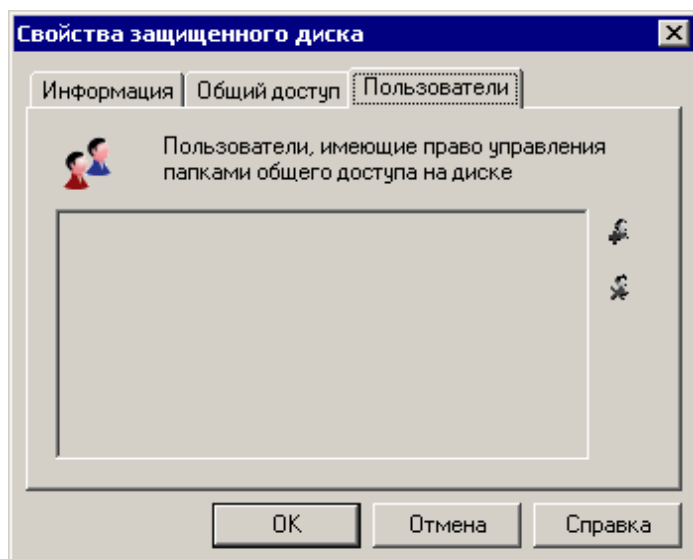 Свойства защищенного диска
Информация Общий доступ Пользователи
Пользователи, имеющие право управления
папками общего доступа на диске
OK Отмена Справка